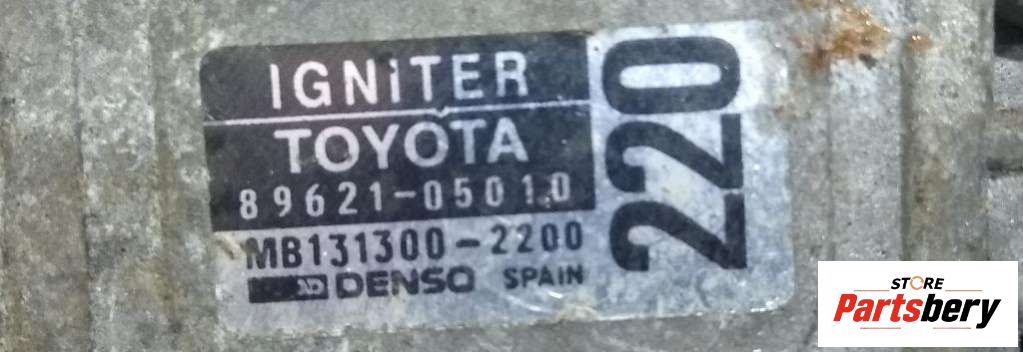 IGNiTER
TOYOTA
89621-05010
MB131300-2200
DENSO SPAIN
220
STORE
Partsbery